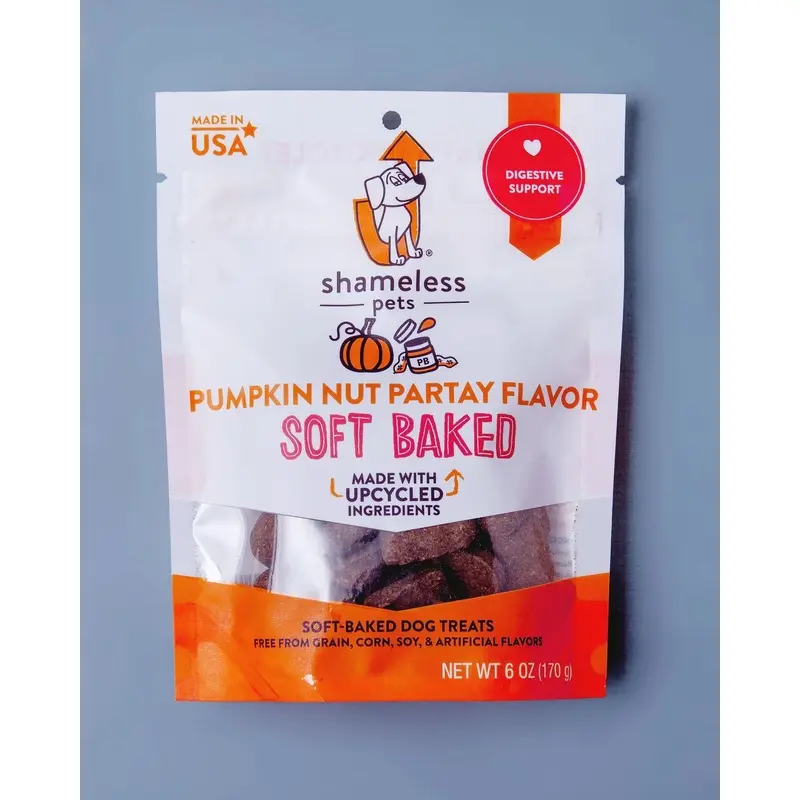 MADE IN
USA
DIGESTIVE
SUPPORT
®
shameless
pets
PB
PUMPKIN NUT PARTAY FLAVOR
SOFT BAKED
MADE WITH
UPCYCLED
INGREDIENTS
SOFT-BAKED DOG TREATS
FREE FROM GRAIN, CORN, SOY, & ARTIFICIAL FLAVORS
NET WT 6 OZ (170 g)